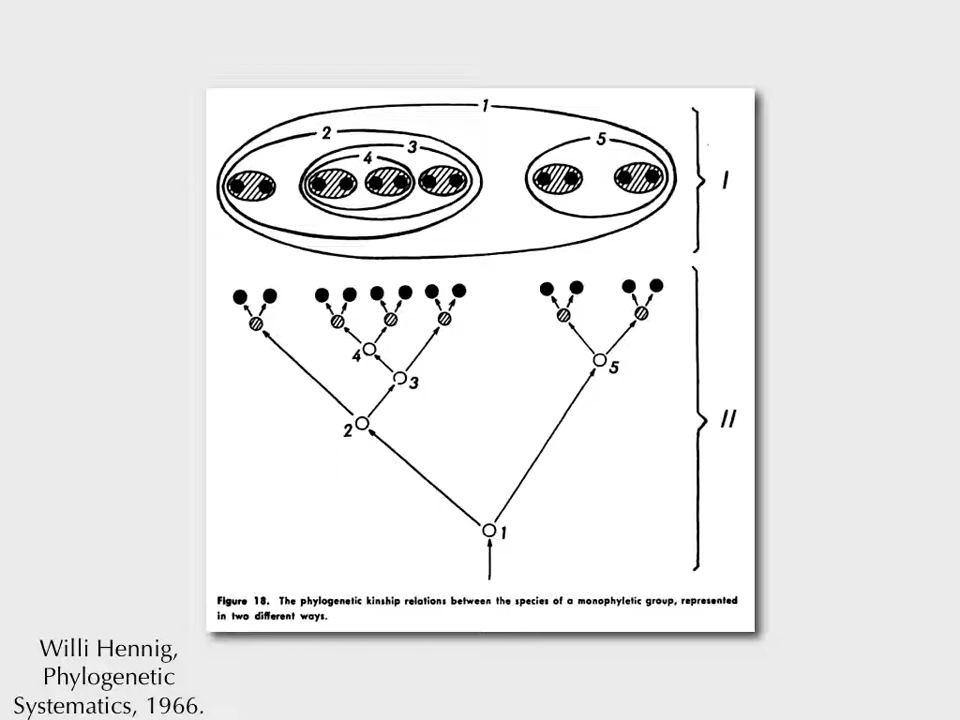 1
2
3
4
5
I
4
3
5
2
II
1
Figure 18. The phylogenetic kinship relations between the species of a monophyletic group, represented
in two different ways.
Willi Hennig,
Phylogenetic
Systematics, 1966.